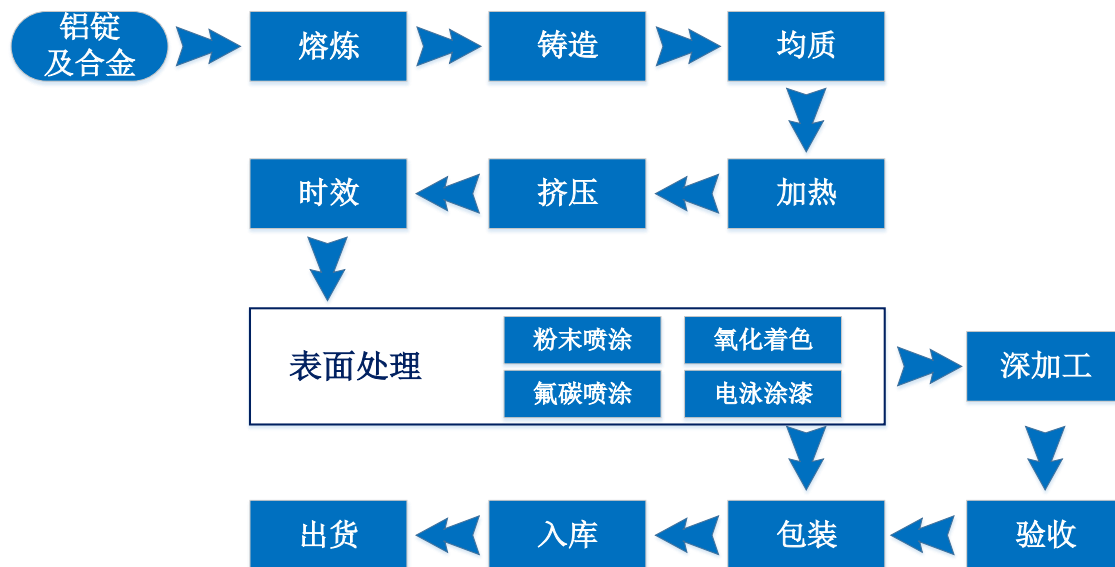 铝锭
及合金
熔炼
铸造
均质
时效
挤压
加热
表面处理
粉末喷涂
氧化着色
氟碳喷涂
电泳涂漆
深加工
出货
入库
包装
验收